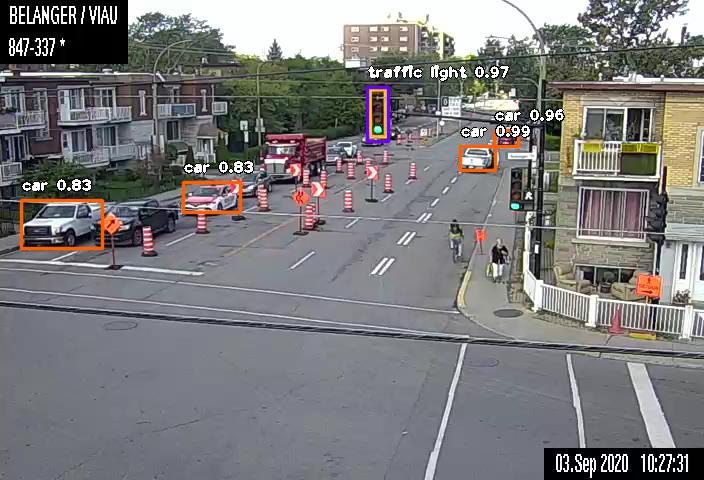 BELANGER / VIAU
847-337 *
traffic light 0.97
car 0.96
car 0.99
car 0.83
car 0.83
03.Sep 2020 10:27:31